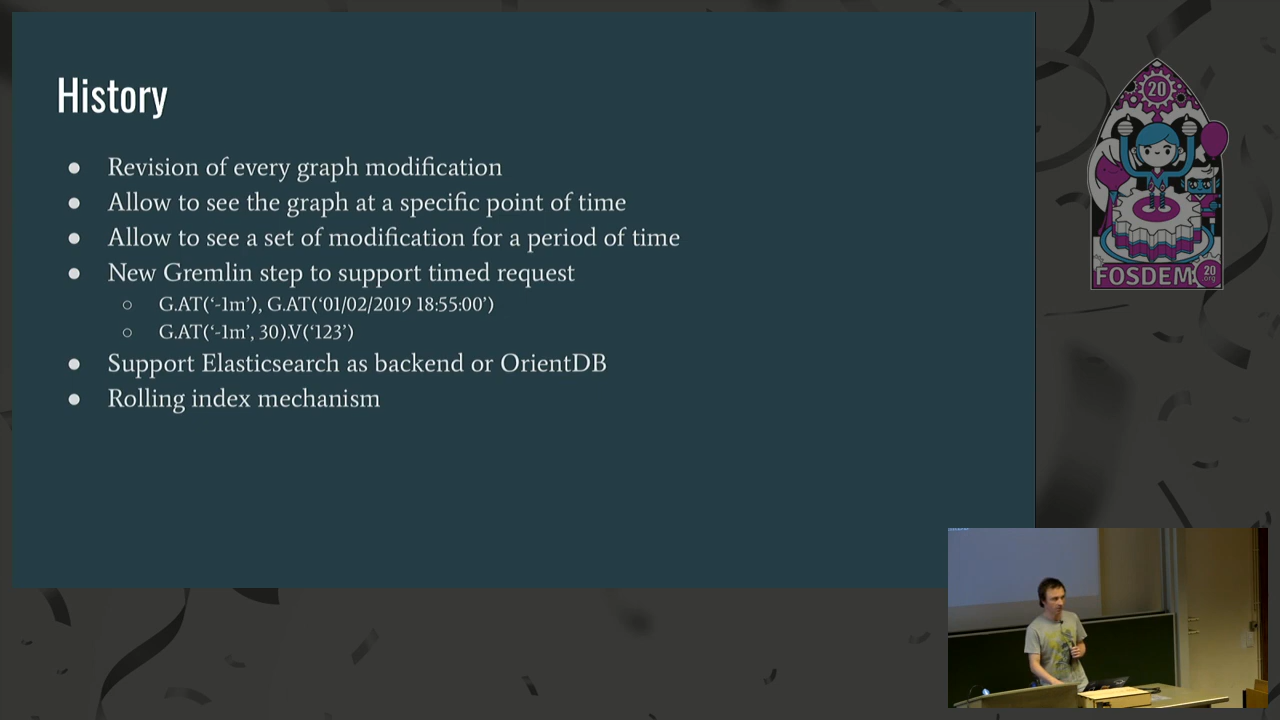 History
● Revision of every graph modification
● Allow to see the graph at a specific point of time
● Allow to see a set of modification for a period of time
● New Gremlin step to support timed request
○ G.AT(‘-1m’), G.AT(‘01/02/2019 18:55:00’)
○ G.AT(‘-1m’, 30).V(‘123’)
● Support Elasticsearch as backend or OrientDB
● Rolling index mechanism
20
FOSDEM
20
.org